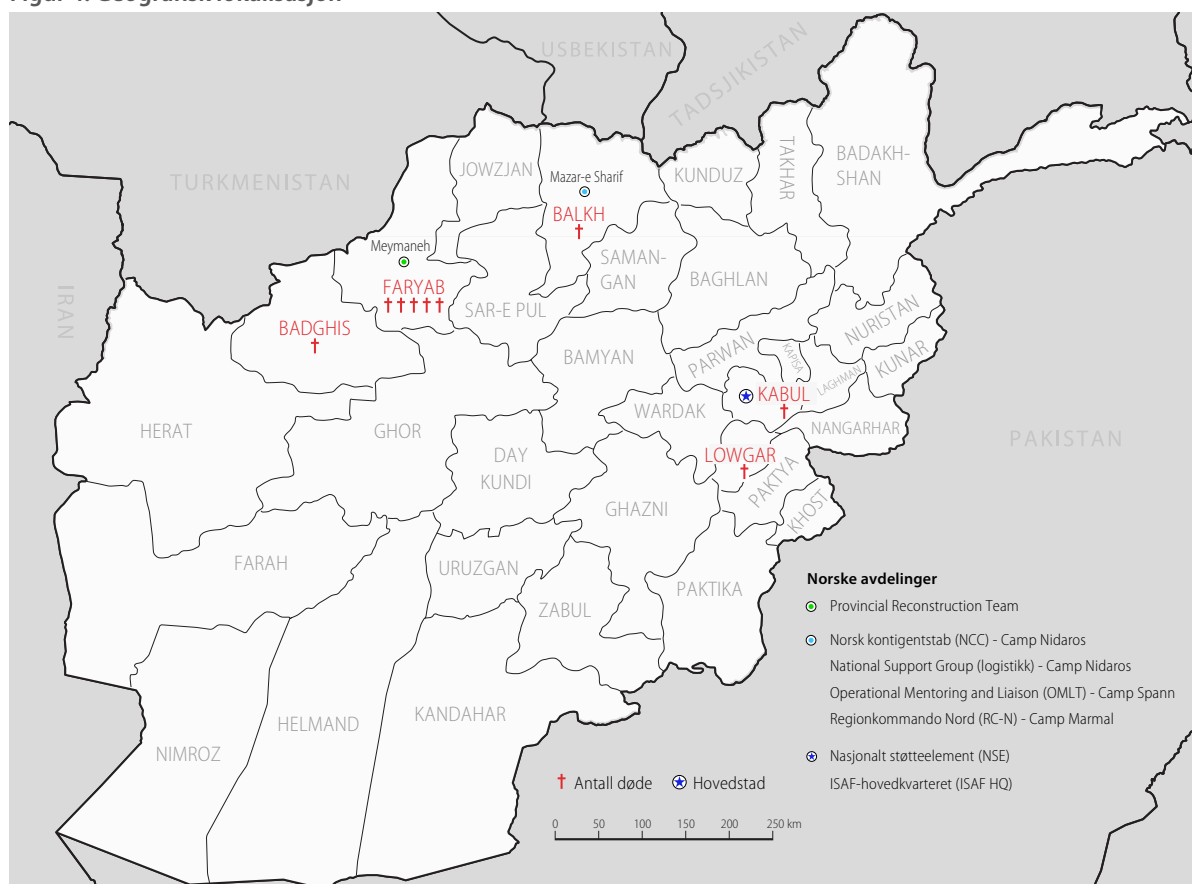 Figur Geografisk lokalisasjon
USBEKISTAN
TADSJIKISTAN
TURKMENISTAN
IRAN
PAKISTAN
JOWZJAN
Mazar-e Sharif
BALKH
†
KUNDUZ
TAKHAR
BADAKH-
SHAN
Meymaneh
FARYAB
†††††
SAR-E PUL
SAMAN-
GAN
BAGHLAN
BADGHIS
†
BAMYAN
PARWAN
KAPISA
NURISTAN
KUNAR
LAGHMAN
KABUL
†
HERAT
GHOR
WARDAK
NANGARHAR
DAY
KUNDI
LOWGAR
†
PAKTYA
KHOST
GHAZNI
FARAH
URUZGAN
ZABUL
PAKTIKA
NIMROZ
HELMAND
KANDAHAR
Norske avdelinger
Provincial Reconstruction Team
Norsk kontigentstab (NCC) - Camp Nidaros
National Support Group (logistikk) - Camp Nidaros
Operational Mentoring and Liaison (OMLT) - Camp Spann
Regionkommando Nord (RC-N) - Camp Marmal
Nasjonalt støtteelement (NSE)
ISAF-hovedkvarteret (ISAF HQ)
† Antall døde Hovedstad
0 50 100 150 200 250 km